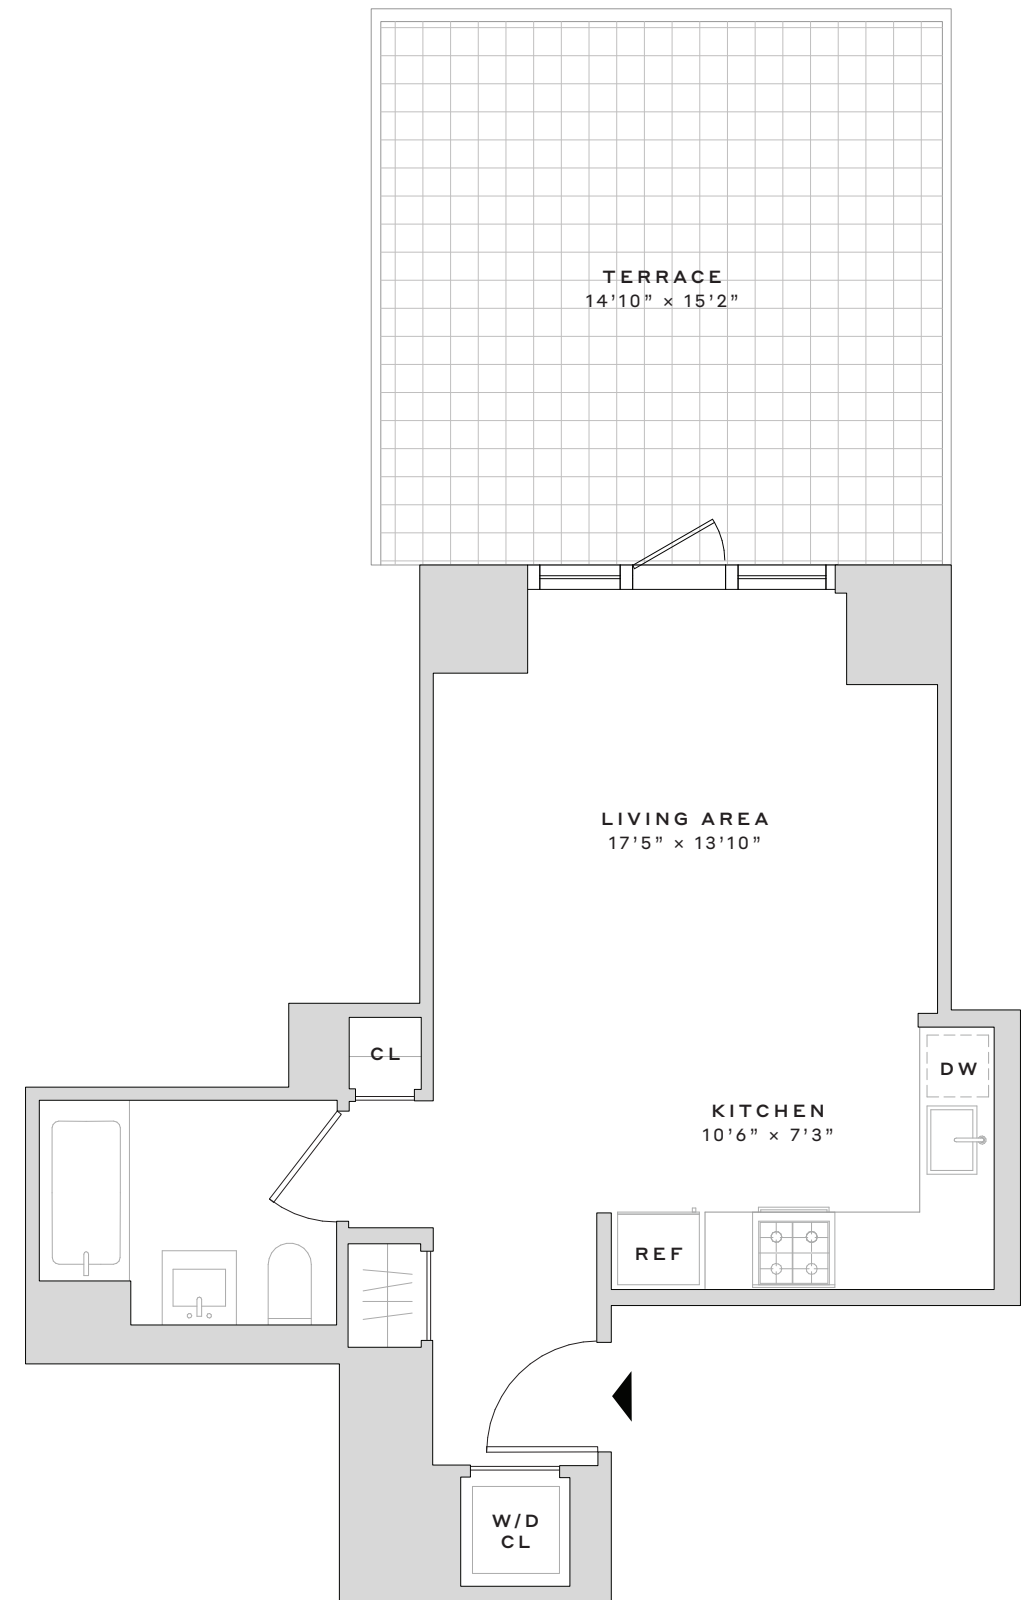 TERRACE
14’10” × 15’2”
LIVING AREA
17’5” × 13’10”
CL
DW
KITCHEN
10’6” × 7’3”
REF
W/D
CL